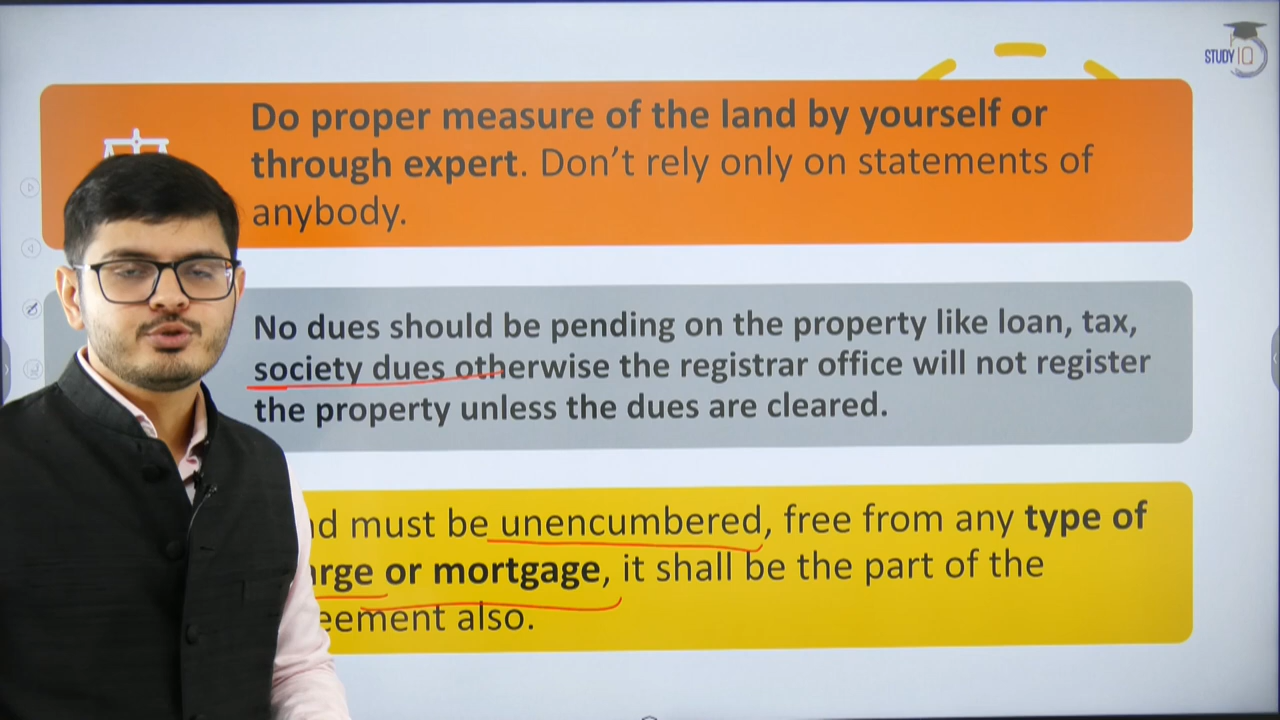 STUDY IQ
Do proper measure of the land by yourself or
through expert. Don't rely only on statements of
anybody.
No dues should be pending on the property like loan, tax,
society dues otherwise the registrar office will not register
the property unless the dues are cleared.
must be unencumbered, free from any type of
or mortgage, it shall be the part of the
also.